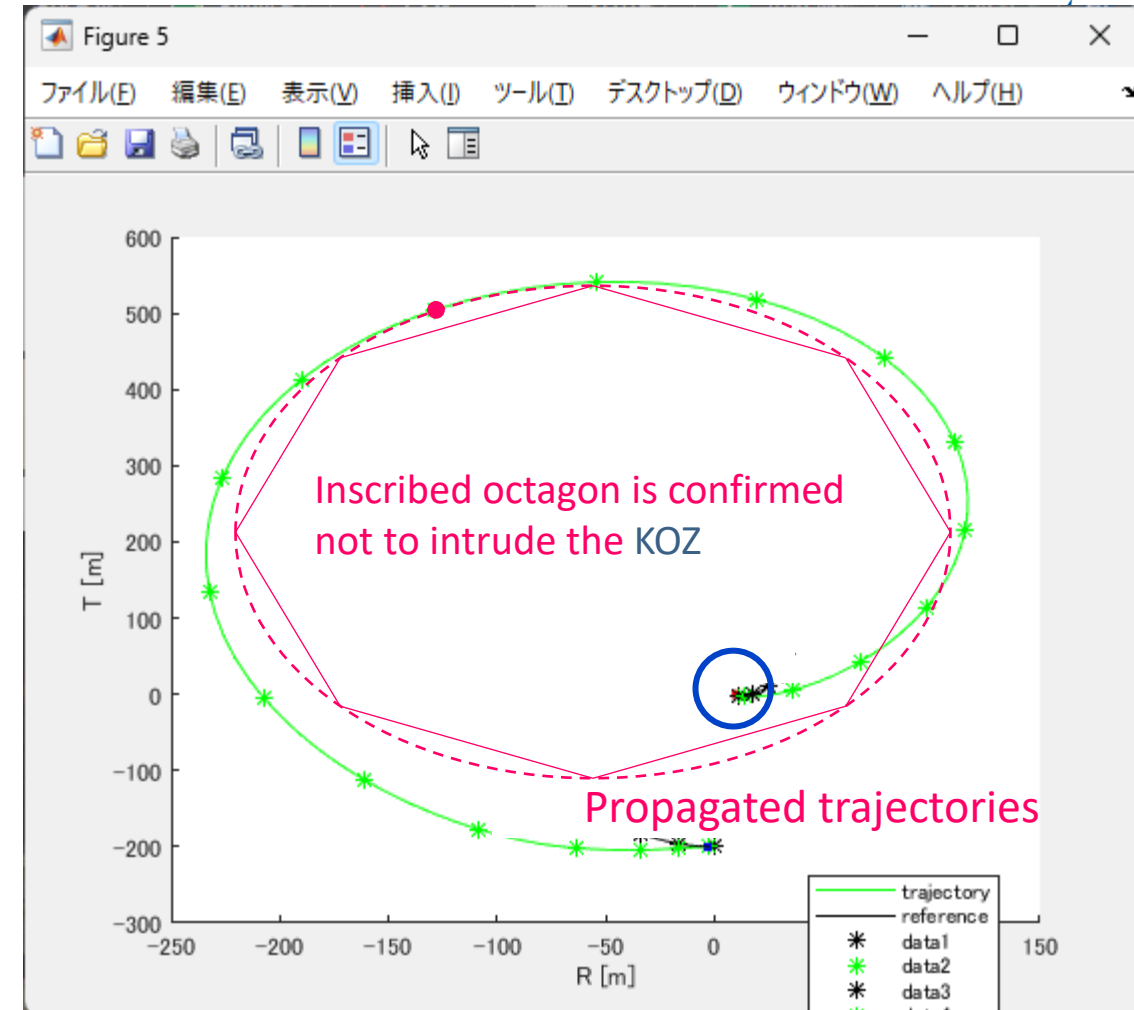 Figure 5
ファイル(F) 編集(E) 表示(V) 挿入(I) ツール(T) デスクトップ(D) ウィンドウ(W) ヘルプ(H)
600
500
400
300
200
100
0
-100
-200
-300
T [m]
Inscribed octagon is confirmed
not to intrude the KOZ
Propagated trajectories
-250 -200 -150 -100 -50 0 150
R [m]
trajectory
reference
data1
data2
data3